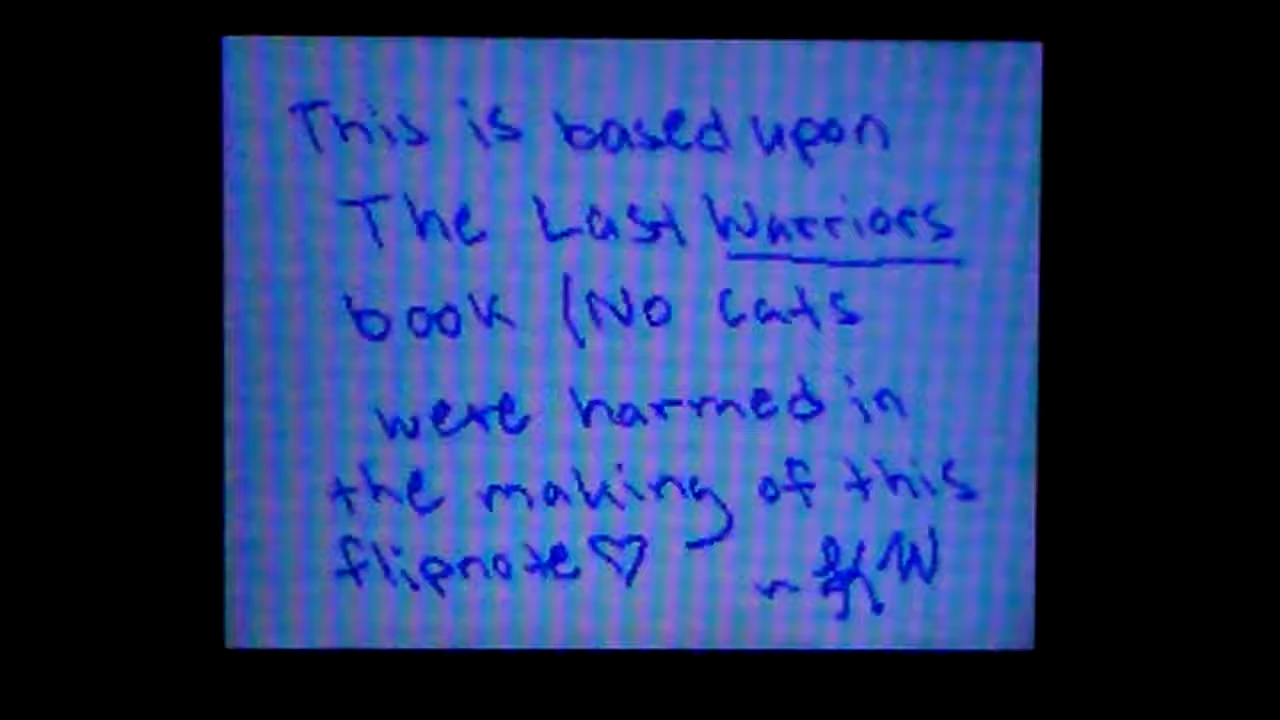 This is based upon
The Last Warriors
book (No cats
were harmed in
the making of this
flipnote♡ ~